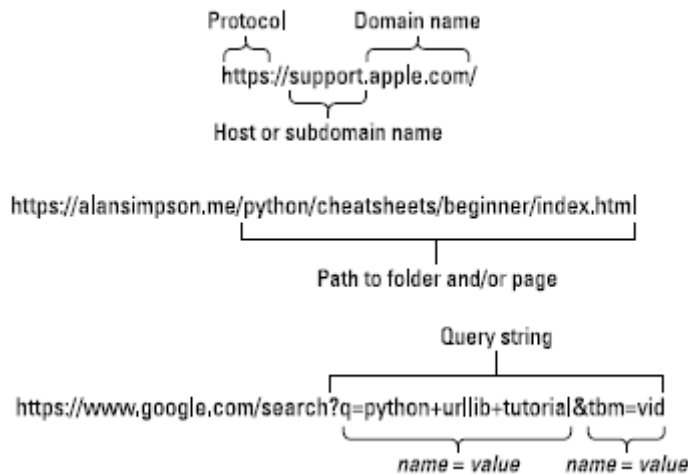 Protocol Domain name
https://support.apple.com/
Host or subdomain name
https://alansimpson.me/python/cheatsheets/beginner/index.html
Path to folder and/or page
Query string
https://www.google.com/search?q=python+urllib+tutorial&tbm=vid
name = value name = value